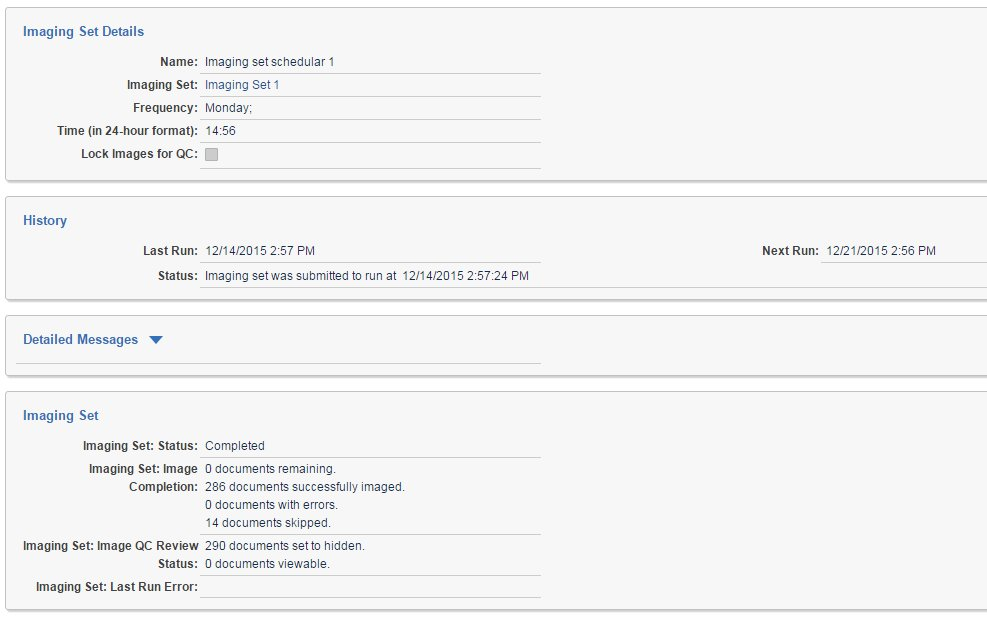 Imaging Set Details
Name: Imaging set schedular 1
Imaging Set: Imaging Set 1
Frequency: Monday;
Time (in 24-hour format): 14:56
Lock Images for QC:
History
Last Run: 12/14/2015 2:57 PM Next Run: 12/21/2015 2:56 PM
Status: Imaging set was submitted to run at 12/14/2015 2:57:24 PM
Detailed Messages
Imaging Set
Imaging Set: Status: Completed
Imaging Set: Image 0 documents remaining.
Completion: 286 documents successfully imaged.
0 documents with errors.
14 documents skipped.
Imaging Set: Image QC Review 290 documents set to hidden.
Status: 0 documents viewable.
Imaging Set: Last Run Error: